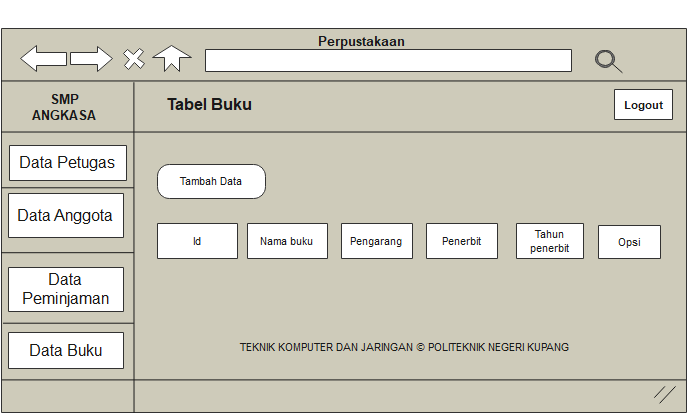 Perpustakaan
SMP
ANGKASA
Tabel Buku
Logout
Data Petugas
Data Anggota
Data
Peminjaman
Data Buku
Tambah Data
Id
Nama buku
Pengarang
Penerbit
Tahun
penerbit
Opsi
TEKNIK KOMPUTER DAN JARINGAN © POLITEKNIK NEGERI KUPANG